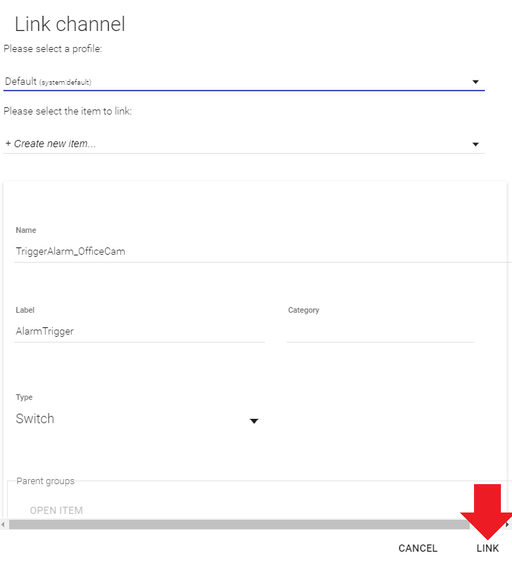 Link channel
Please select a profile:
Default (system:default)
Please select the item to link:
+ Create new item...
Name
TriggerAlarm_OfficeCam
Label
Category
AlarmTrigger
Type
Switch
Parent groups
OPEN ITEM
CANCEL
LINK